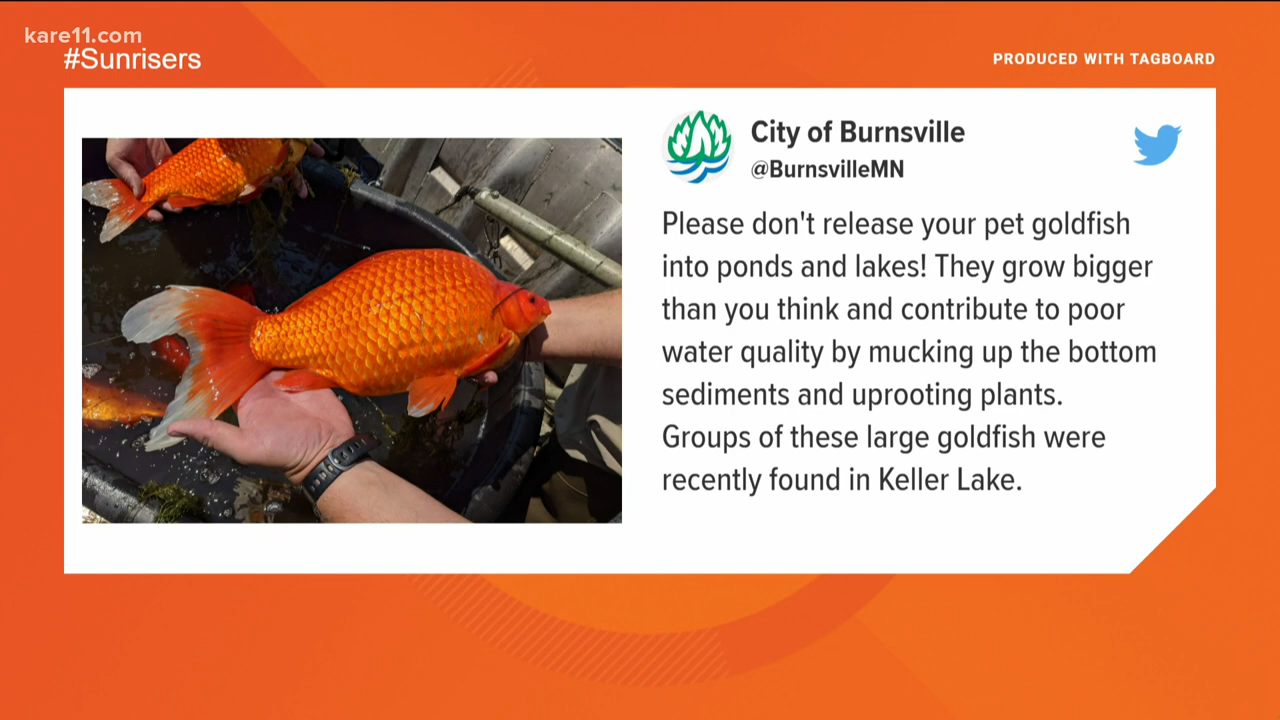 kare11.com
#Sunrisers
PRODUCED WITH TAGBOARD
City of Burnsville
@BurnsvilleMN
Please don't release your pet goldfish
into ponds and lakes! They grow bigger
than you think and contribute to poor
water quality by mucking up the bottom
sediments and uprooting plants.
Groups of these large goldfish were
recently found in Keller Lake.